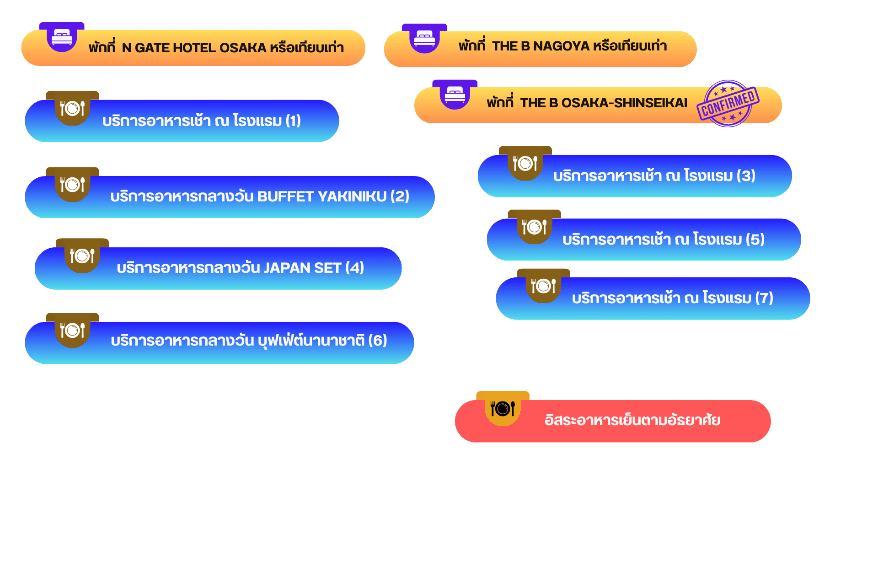 พักที่ N GATE HOTEL OSAKA หรือเทียบเท่า
พักที่ THE B NAGOYA หรือเทียบเท่า
พักที่ THE B OSAKA-SHINSEIKAI
CONFIRMED
บริการอาหารเช้า ณ โรงแรม (1)
บริการอาหารกลางวัน BUFFET YAKINIKU (2)
บริการอาหารเช้า ณ โรงแรม (3)
บริการอาหารกลางวัน JAPAN SET (4)
บริการอาหารเช้า ณ โรงแรม (5)
บริการอาหารกลางวัน บุฟเฟ่ต์นานาชาติ (6)
บริการอาหารเช้า ณ โรงแรม (7)
อิสระอาหารเย็นตามอัธยาศัย